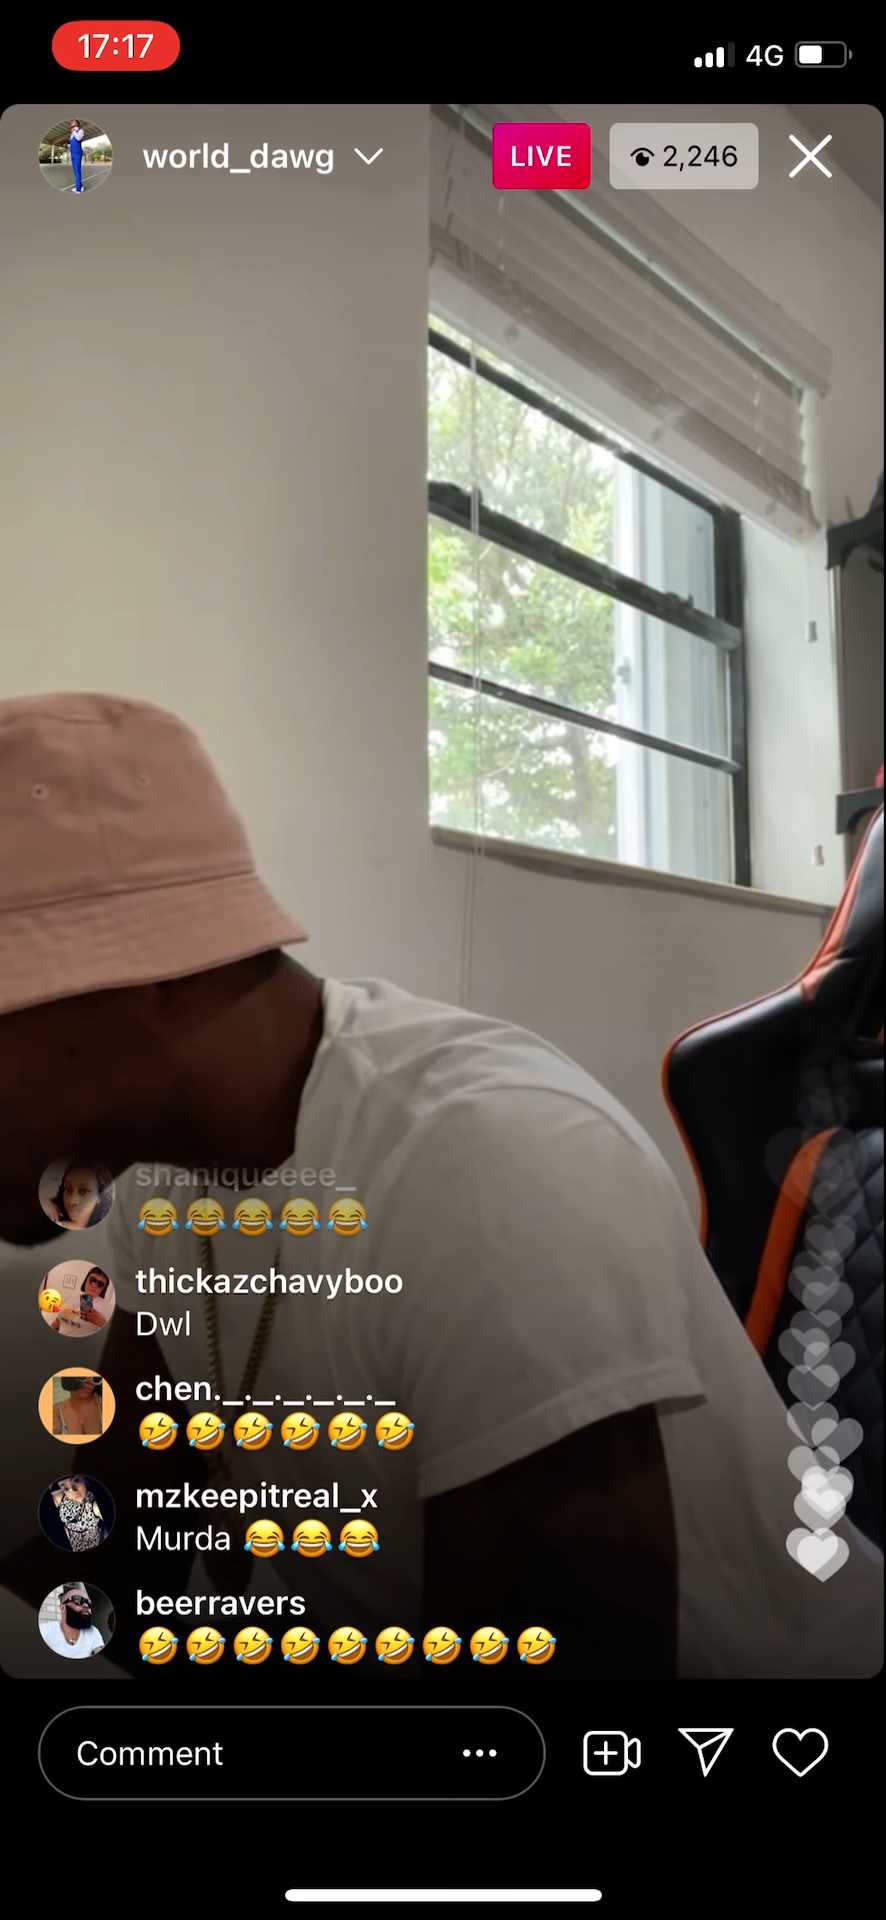 17:17
4G
world_dawg
LIVE
2,246
shaniqueeee_
😂😂😂😂😂
thickazchavyboo
Dwl
chen._._._._._._
🤣🤣🤣🤣🤣🤣
mzkeepitreal_x
Murda 😂😂😂
beerravers
🤣🤣🤣🤣🤣🤣🤣🤣🤣
Comment